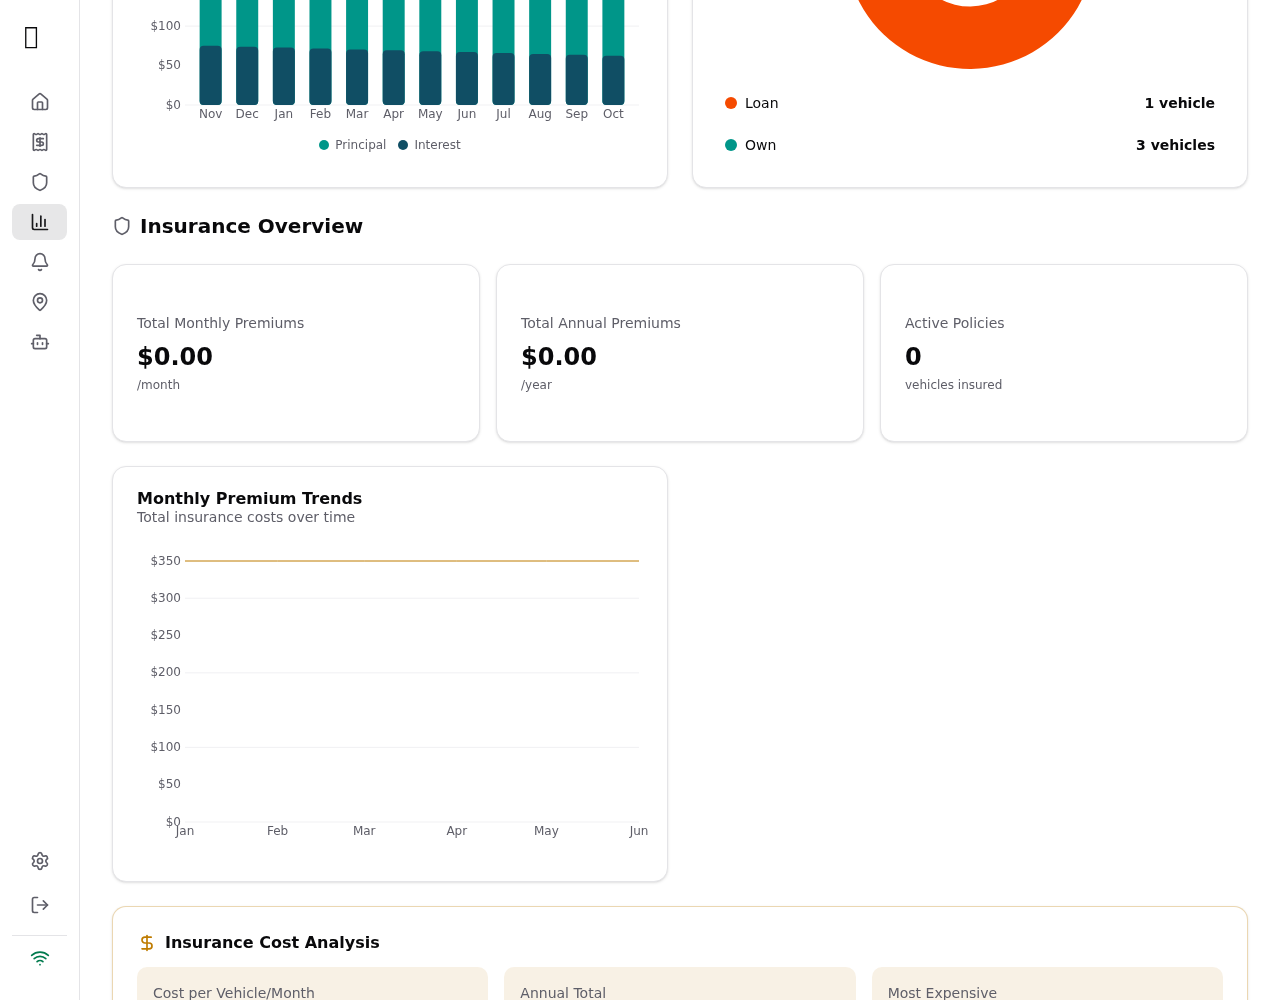 $100
$50
$0
Nov Dec Jan Feb Mar Apr May Jun Jul Aug Sep Oct
Principal Interest
Loan 1 vehicle
Own 3 vehicles
Insurance Overview
Total Monthly Premiums
$0.00
/month
Total Annual Premiums
$0.00
/year
Active Policies
0
vehicles insured
Monthly Premium Trends
Total insurance costs over time
$350
$300
$250
$200
$150
$100
$50
$0
Jan Feb Mar Apr May Jun
Insurance Cost Analysis
Cost per Vehicle/Month
Annual Total
Most Expensive